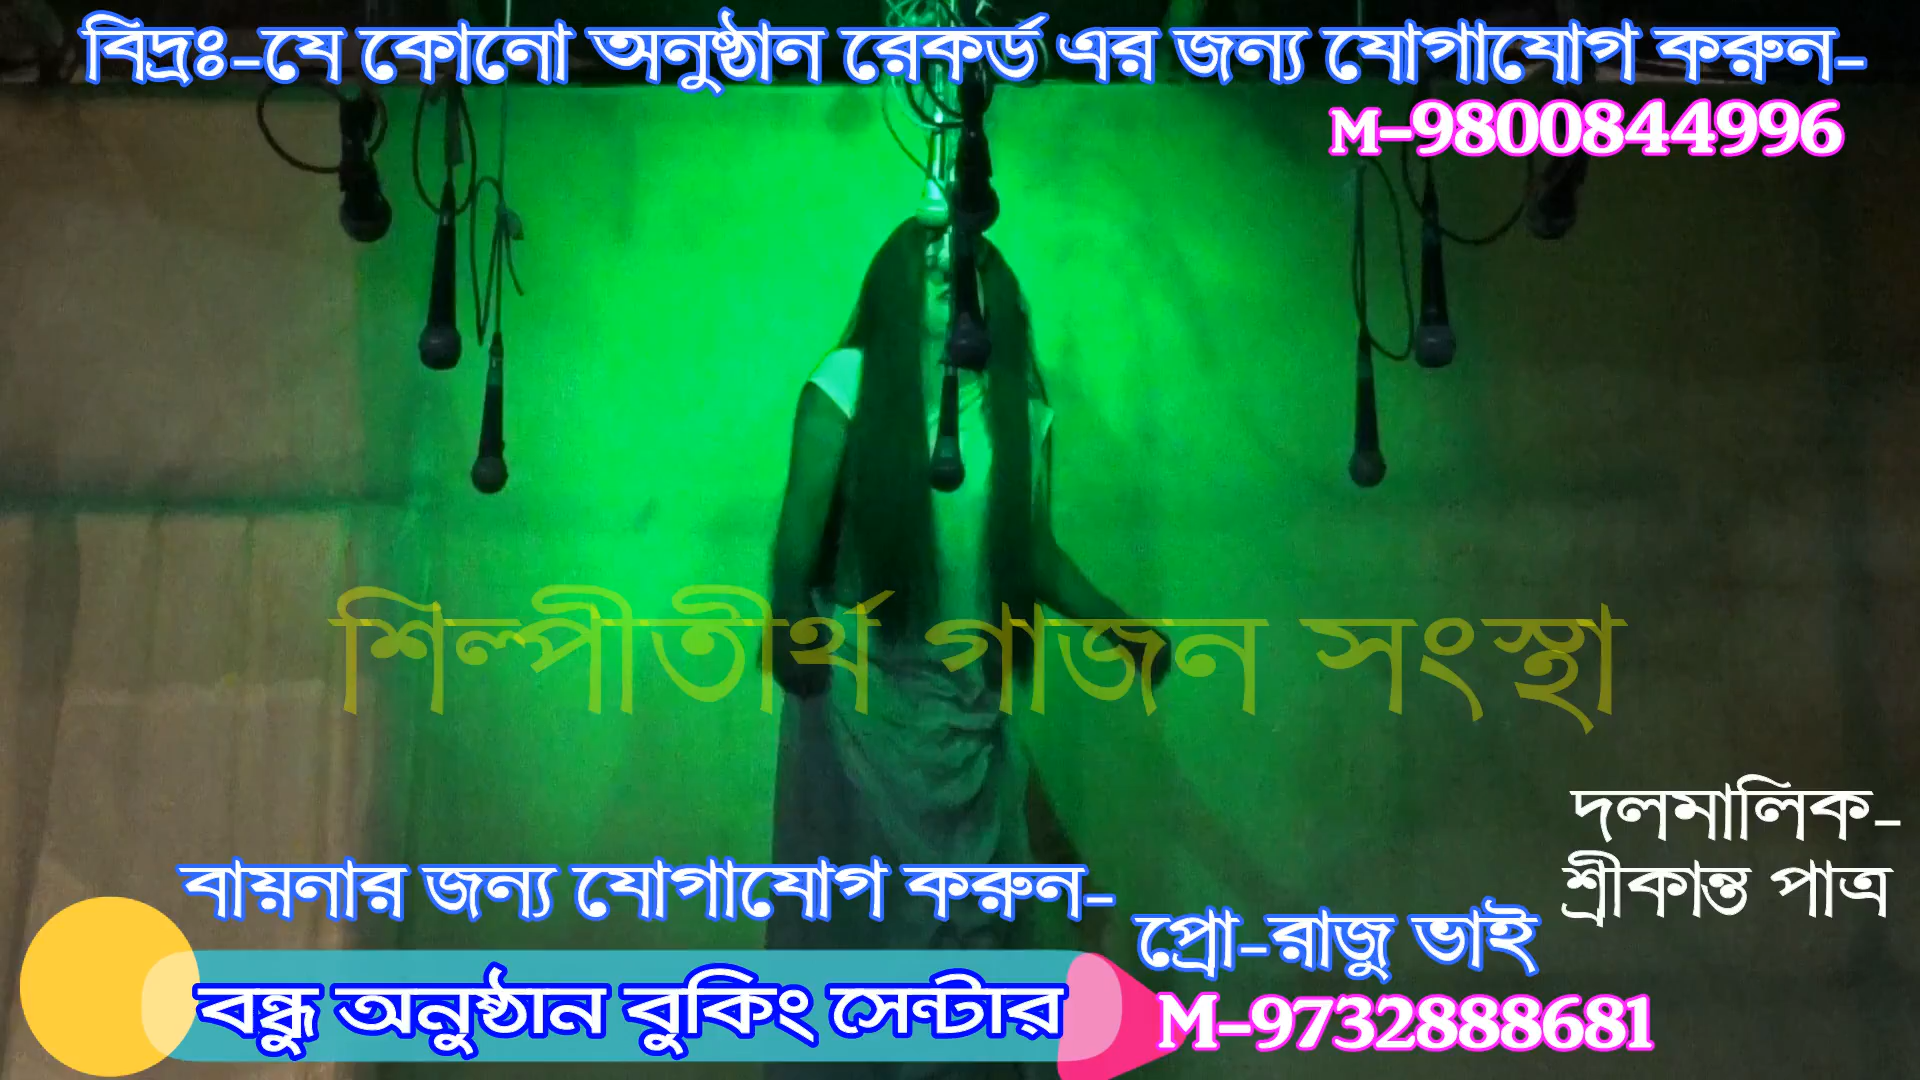 বিদ্রঃ-যে কোনো অনুষ্ঠান রেকর্ড এর জন্য যোগাযোগ করুন-
M-9800844996
শিল্পীতীর্থ গাজন সংস্থা
দলমালিক-
শ্রীকান্ত পাত্র
বায়নার জন্য যোগাযোগ করুন-
প্রো-রাজু ভাই
বন্ধু অনুষ্ঠান বুকিং সেন্টার
M-9732888681